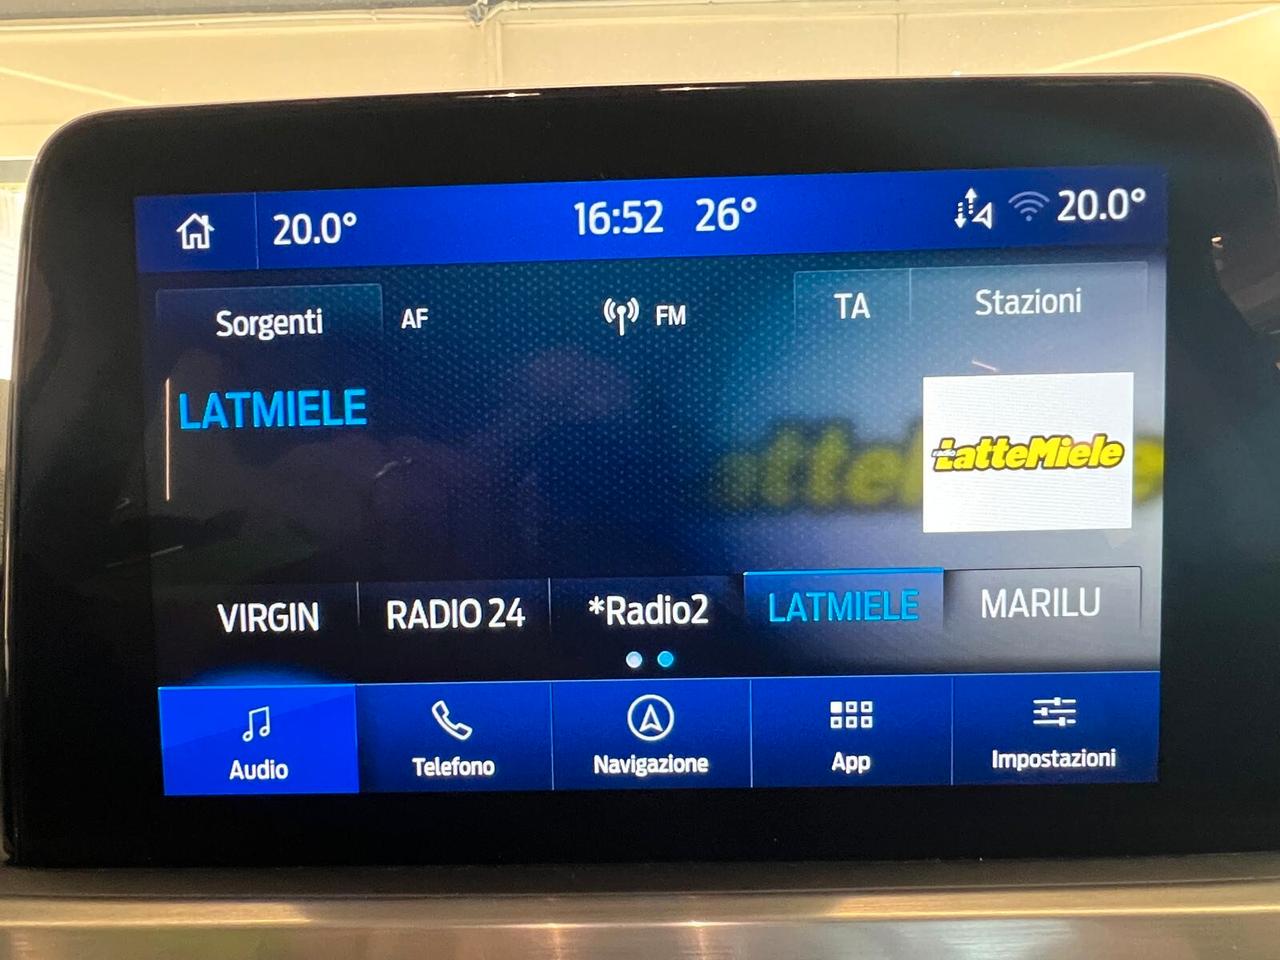 20.0° 16:52 26° 20.0°
Sorgenti AF FM TA Stazioni
LATMIELE
radio LatteMiele
VIRGIN RADIO 24 *Radio2 LATMIELE MARILU
Audio Telefono Navigazione App Impostazioni